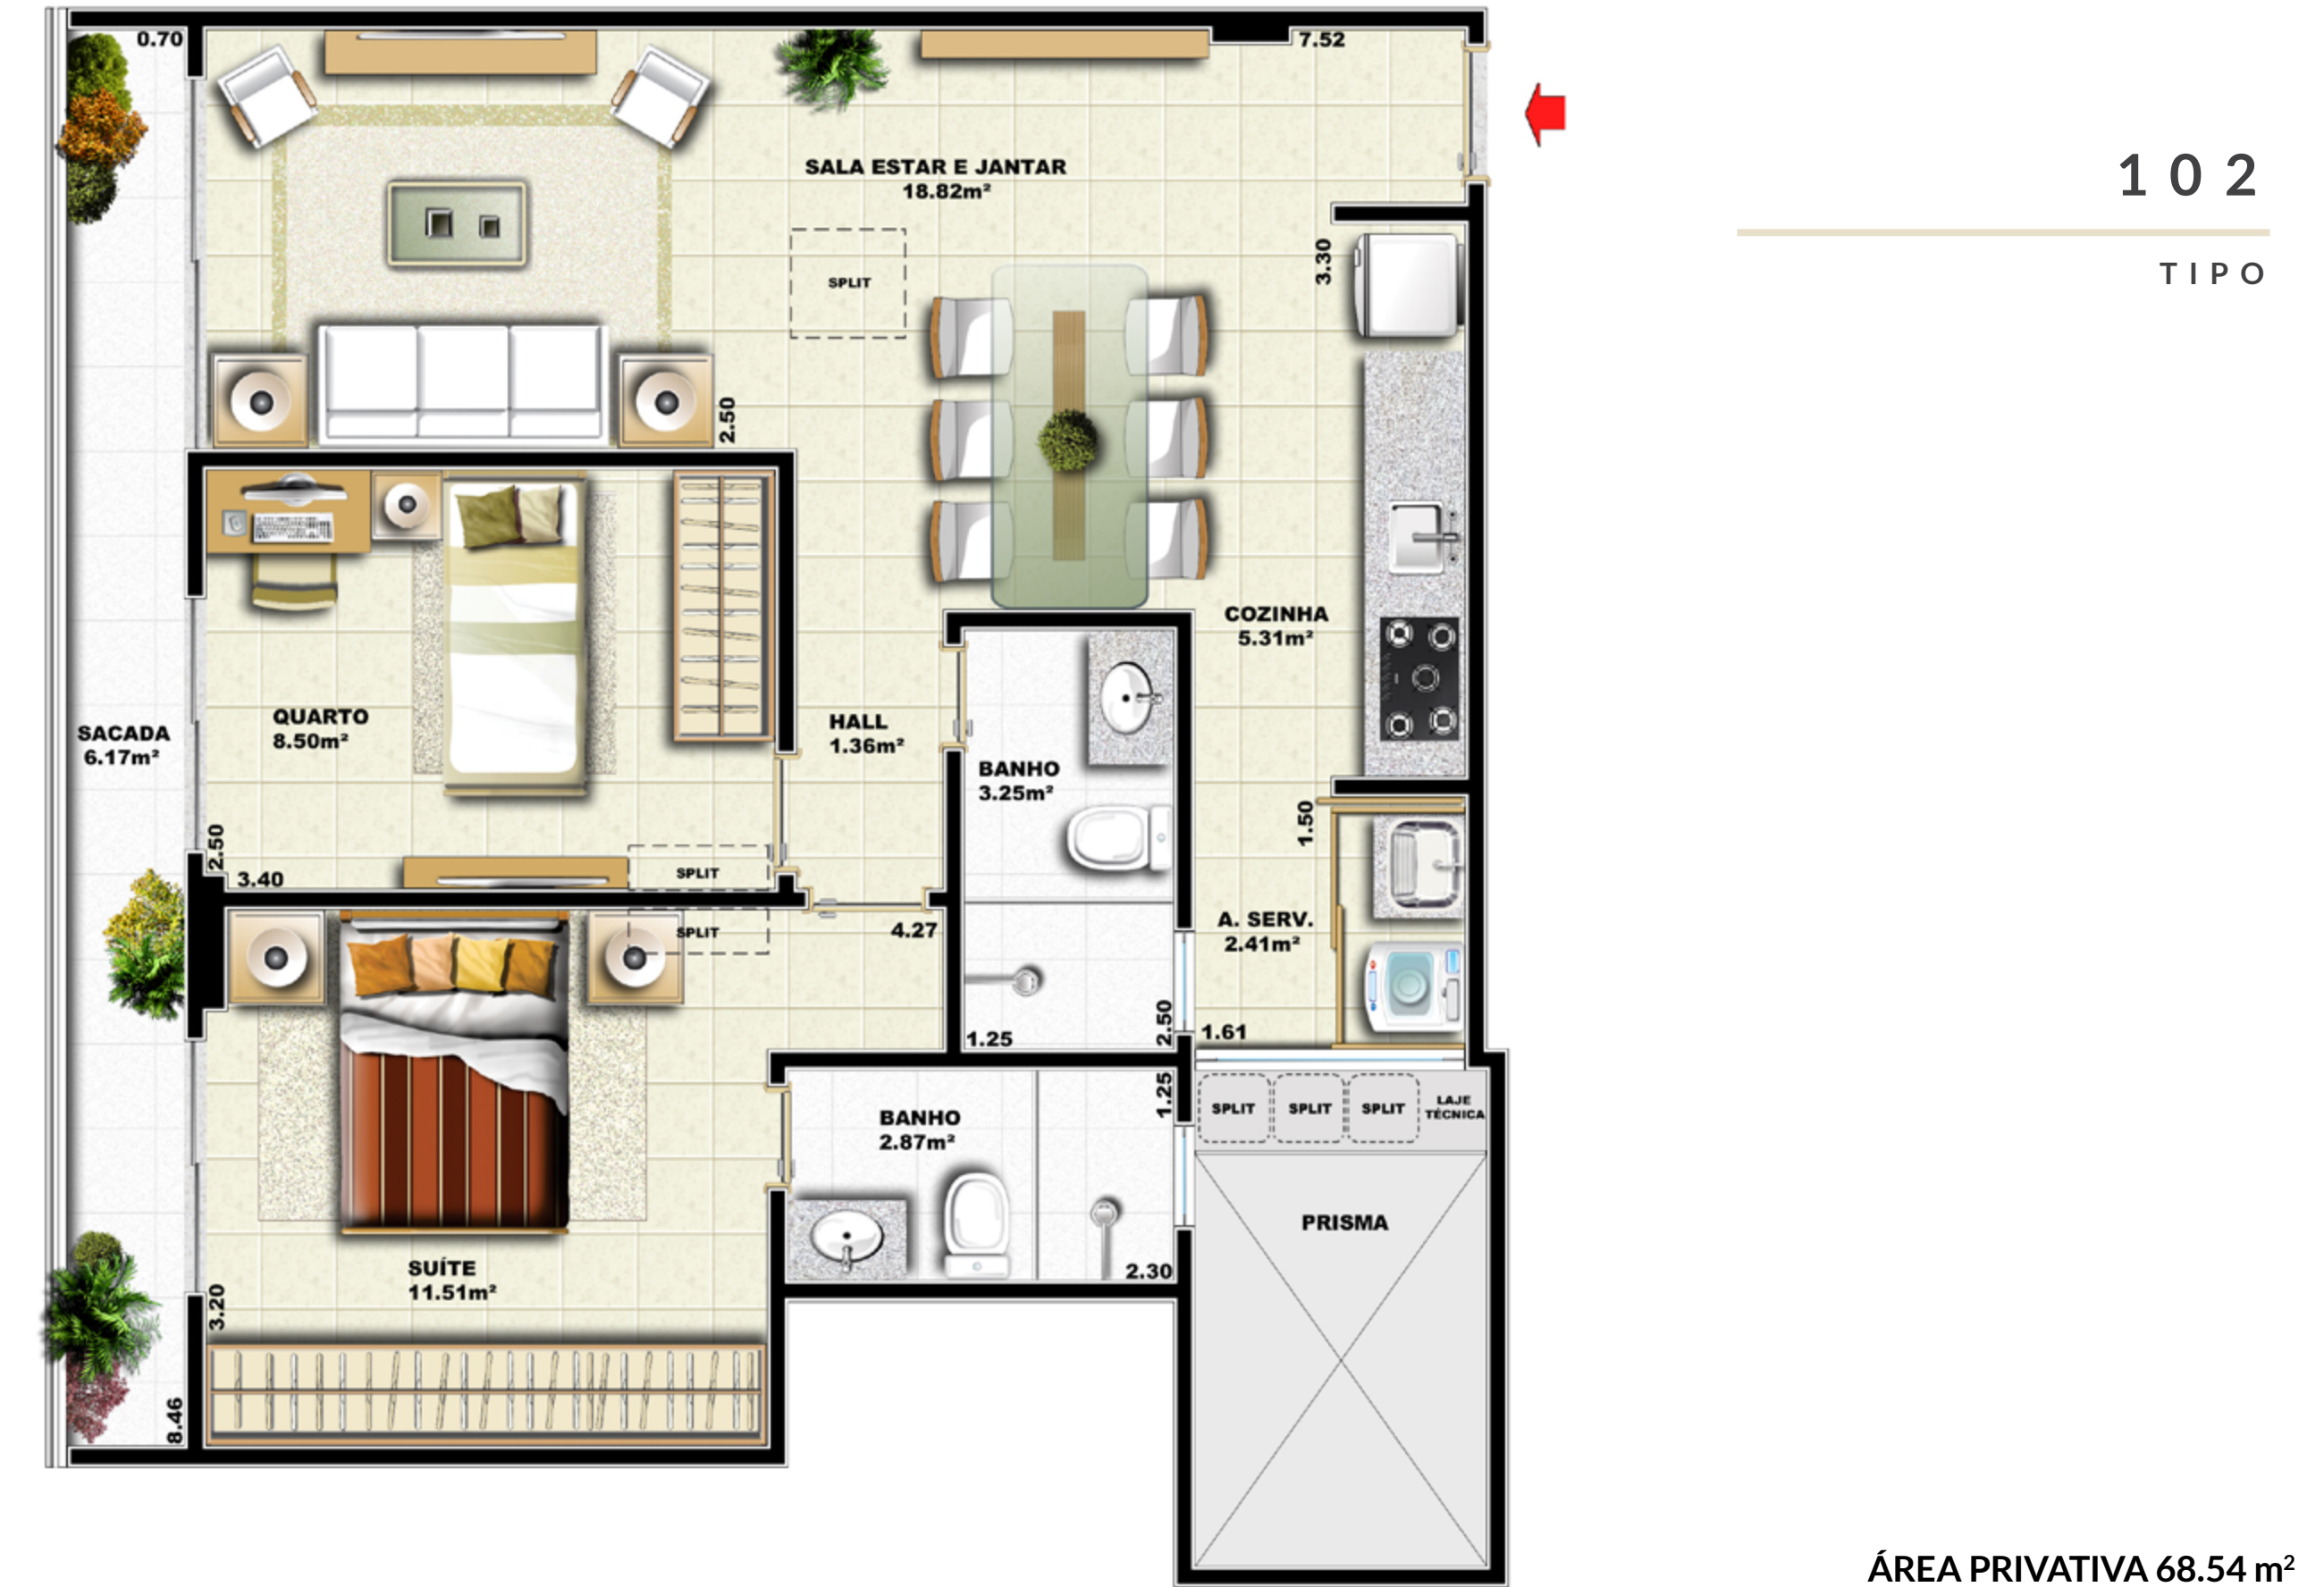 0.70
7.52
102
TIPO
SALA ESTAR E JANTAR
18.82m²
SPLIT
3.30
2.50
COZINHA
5.31m²
QUARTO
8.50m²
HALL
1.36m²
SACADA
6.17m²
BANHO
3.25m²
2.50
3.40
SPLIT
1.50
SPLIT
4.27
A. SERV.
2.41m²
1.25
2.50
1.61
BANHO
2.87m²
1.25
SPLIT
SPLIT
SPLIT
LAJE
TÉCNICA
PRISMA
2.30
SUÍTE
11.51m²
3.20
8.46
ÁREA PRIVATIVA 68.54 m²